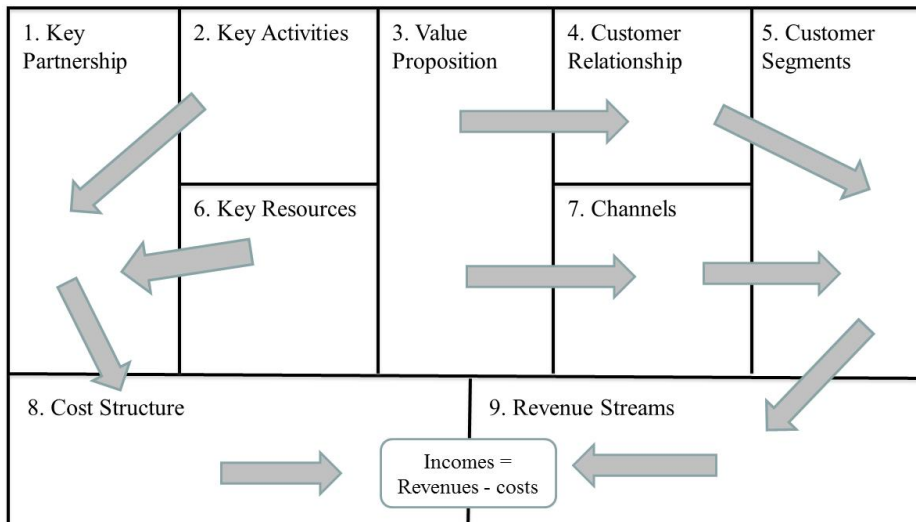 1. Key
Partnership
2. Key Activities
3. Value
Proposition
4. Customer
Relationship
5. Customer
Segments
6. Key Resources
7. Channels
8. Cost Structure
9. Revenue Streams
Incomes =
Revenues - costs